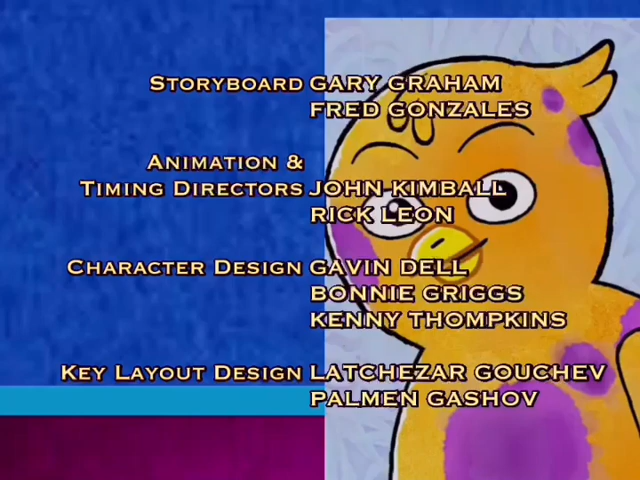 STORYBOARD GARY GRAHAM
FRED GONZALES
ANIMATION &
TIMING DIRECTORS JOHN KIMBALL
RICK LEON
CHARACTER DESIGN GAVIN DELL
BONNIE GRIGGS
KENNY THOMPKINS
KEY LAYOUT DESIGN LATCHEZAR GOUCHEV
PALMEN GASHOV